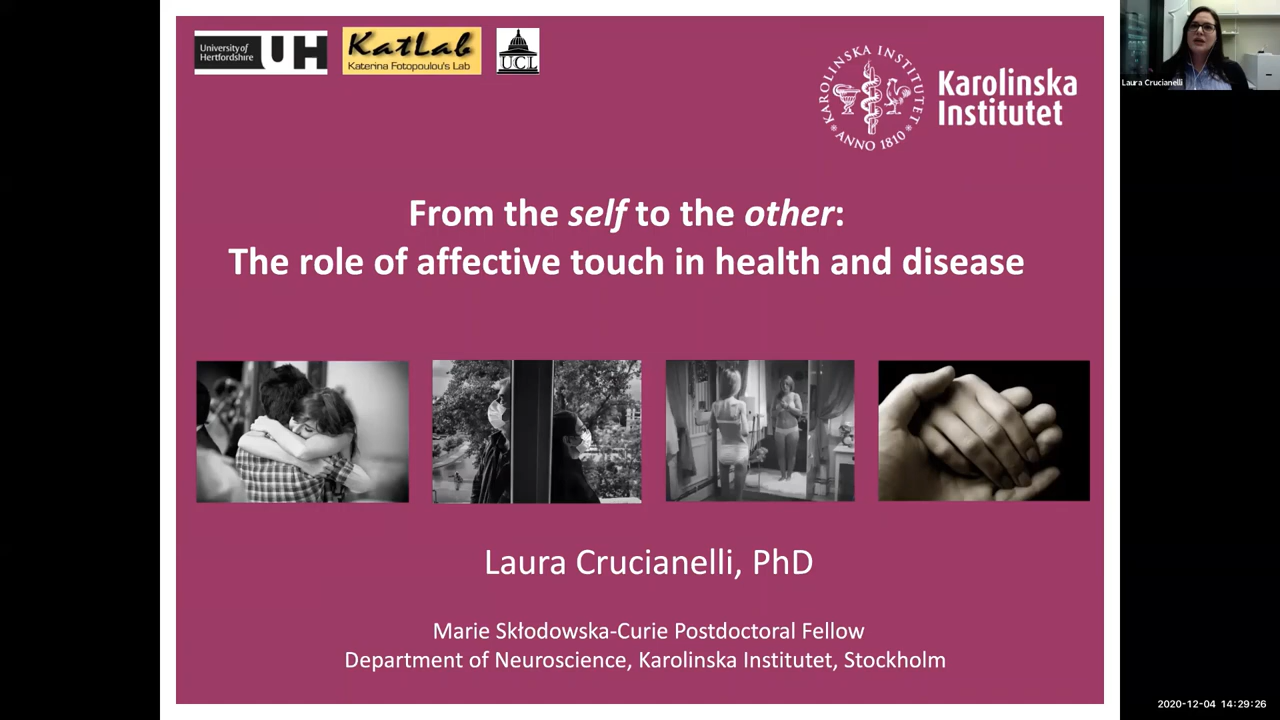 University of
Hertfordshire
UH
KatLab
Katerina Fotopoulou's Lab
UCL
KAROLINSKA INSTITUTET
ANNO 1810
Karolinska
Institutet
Laura Crucianelli
From the self to the other:
The role of affective touch in health and disease
Laura Crucianelli, PhD
Marie Skłodowska-Curie Postdoctoral Fellow
Department of Neuroscience, Karolinska Institutet, Stockholm
2020-12-04 14:29:26